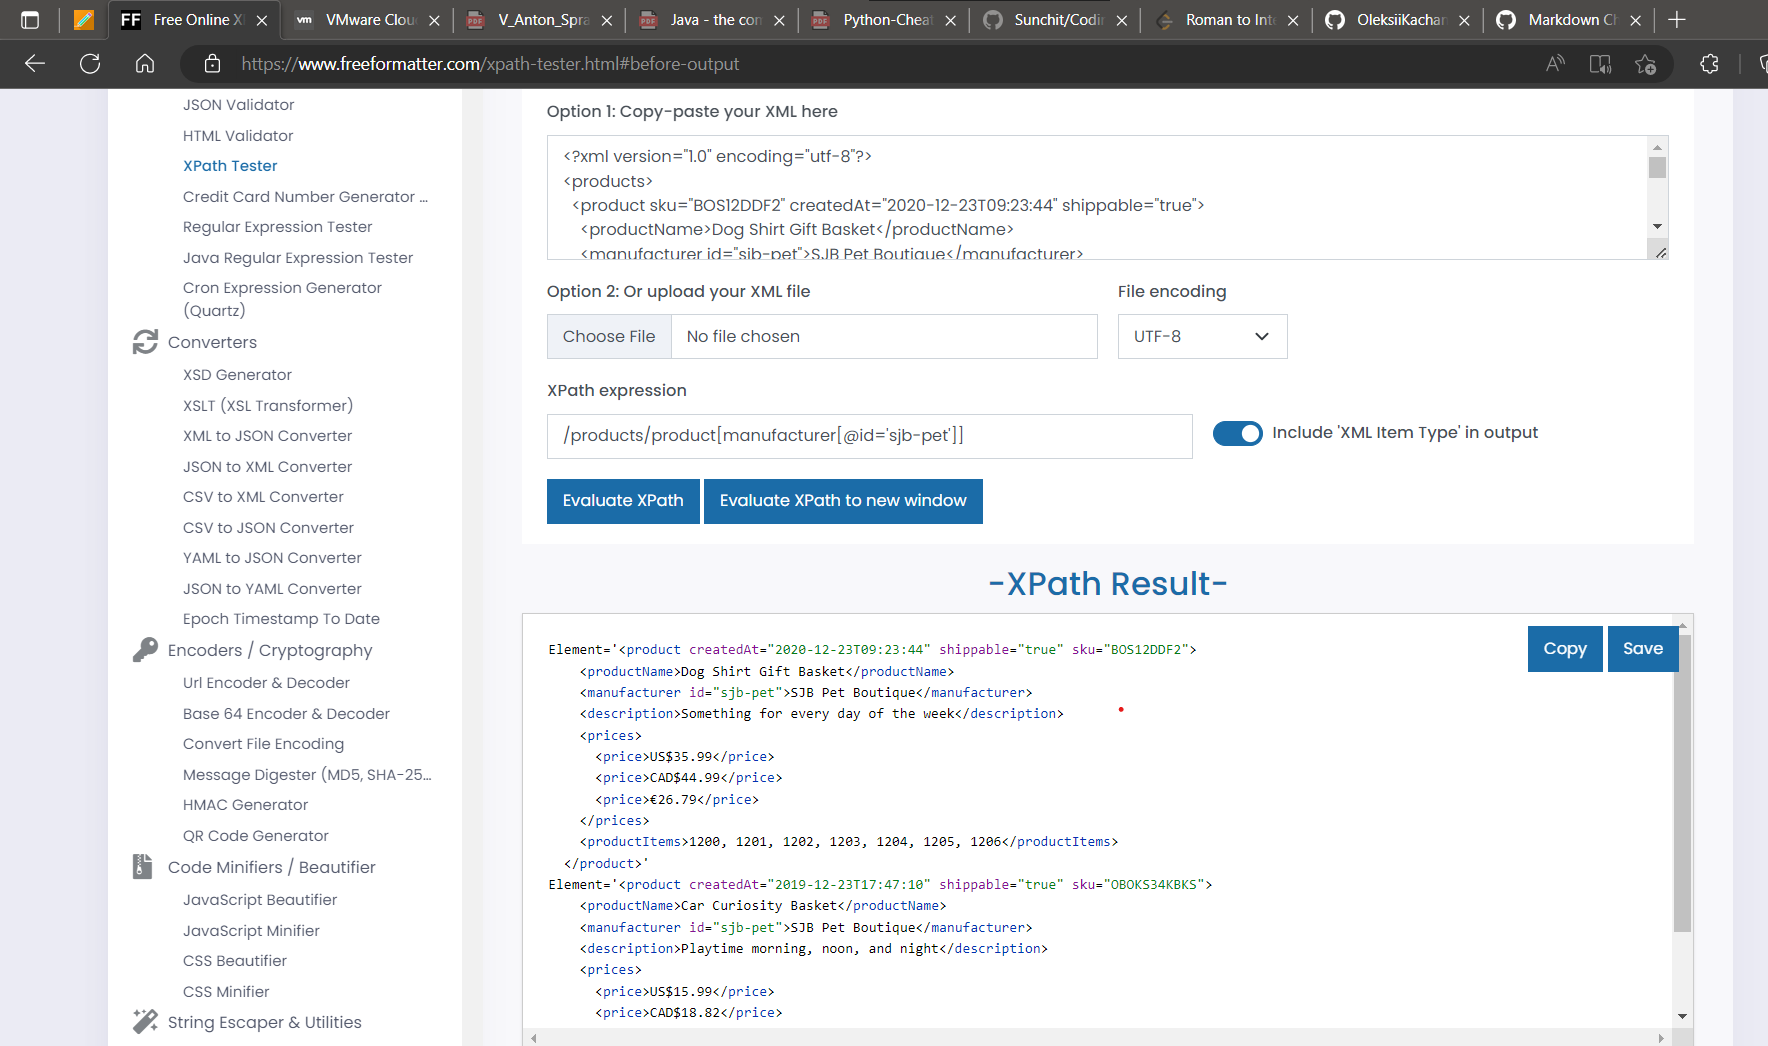 Free Online X
VMware Clou
V_Anton_Spra
Java - the con
Python-Cheat
Sunchit/Codin
Roman to Inte
OleksiiKachan
Markdown Ch
https://www.freeformatter.com/xpath-tester.html#before-output
JSON Validator
HTML Validator
XPath Tester
Credit Card Number Generator ...
Regular Expression Tester
Java Regular Expression Tester
Cron Expression Generator
(Quartz)
Converters
XSD Generator
XSLT (XSL Transformer)
XML to JSON Converter
JSON to XML Converter
CSV to XML Converter
CSV to JSON Converter
YAML to JSON Converter
JSON to YAML Converter
Epoch Timestamp To Date
Encoders / Cryptography
Url Encoder & Decoder
Base 64 Encoder & Decoder
Convert File Encoding
Message Digester (MD5, SHA-25...
HMAC Generator
QR Code Generator
Code Minifiers / Beautifier
JavaScript Beautifier
JavaScript Minifier
CSS Beautifier
CSS Minifier
String Escaper & Utilities
Option 1: Copy-paste your XML here
<?xml version="1.0" encoding="utf-8"?>
<products>
<product sku="BOS12DDF2" createdAt="2020-12-23T09:23:44" shippable="true">
<productName>Dog Shirt Gift Basket</productName>
<manufacturer id="sjb-pet">SJB Pet Boutique</manufacturer>
Option 2: Or upload your XML file
File encoding
Choose File
No file chosen
UTF-8
XPath expression
/products/product[manufacturer[@id='sjb-pet']]
Include 'XML Item Type' in output
Evaluate XPath
Evaluate XPath to new window
-XPath Result-
Copy
Save
Element='<product createdAt="2020-12-23T09:23:44" shippable="true" sku="BOS12DDF2">
<productName>Dog Shirt Gift Basket</productName>
<manufacturer id="sjb-pet">SJB Pet Boutique</manufacturer>
<description>Something for every day of the week</description>
<prices>
<price>US$35.99</price>
<price>CAD$44.99</price>
<price>€26.79</price>
</prices>
<productItems>1200, 1201, 1202, 1203, 1204, 1205, 1206</productItems>
</product>'
Element='<product createdAt="2019-12-23T17:47:10" shippable="true" sku="OBOKS34KBKS">
<productName>Car Curiosity Basket</productName>
<manufacturer id="sjb-pet">SJB Pet Boutique</manufacturer>
<description>Playtime morning, noon, and night</description>
<prices>
<price>US$15.99</price>
<price>CAD$18.82</price>